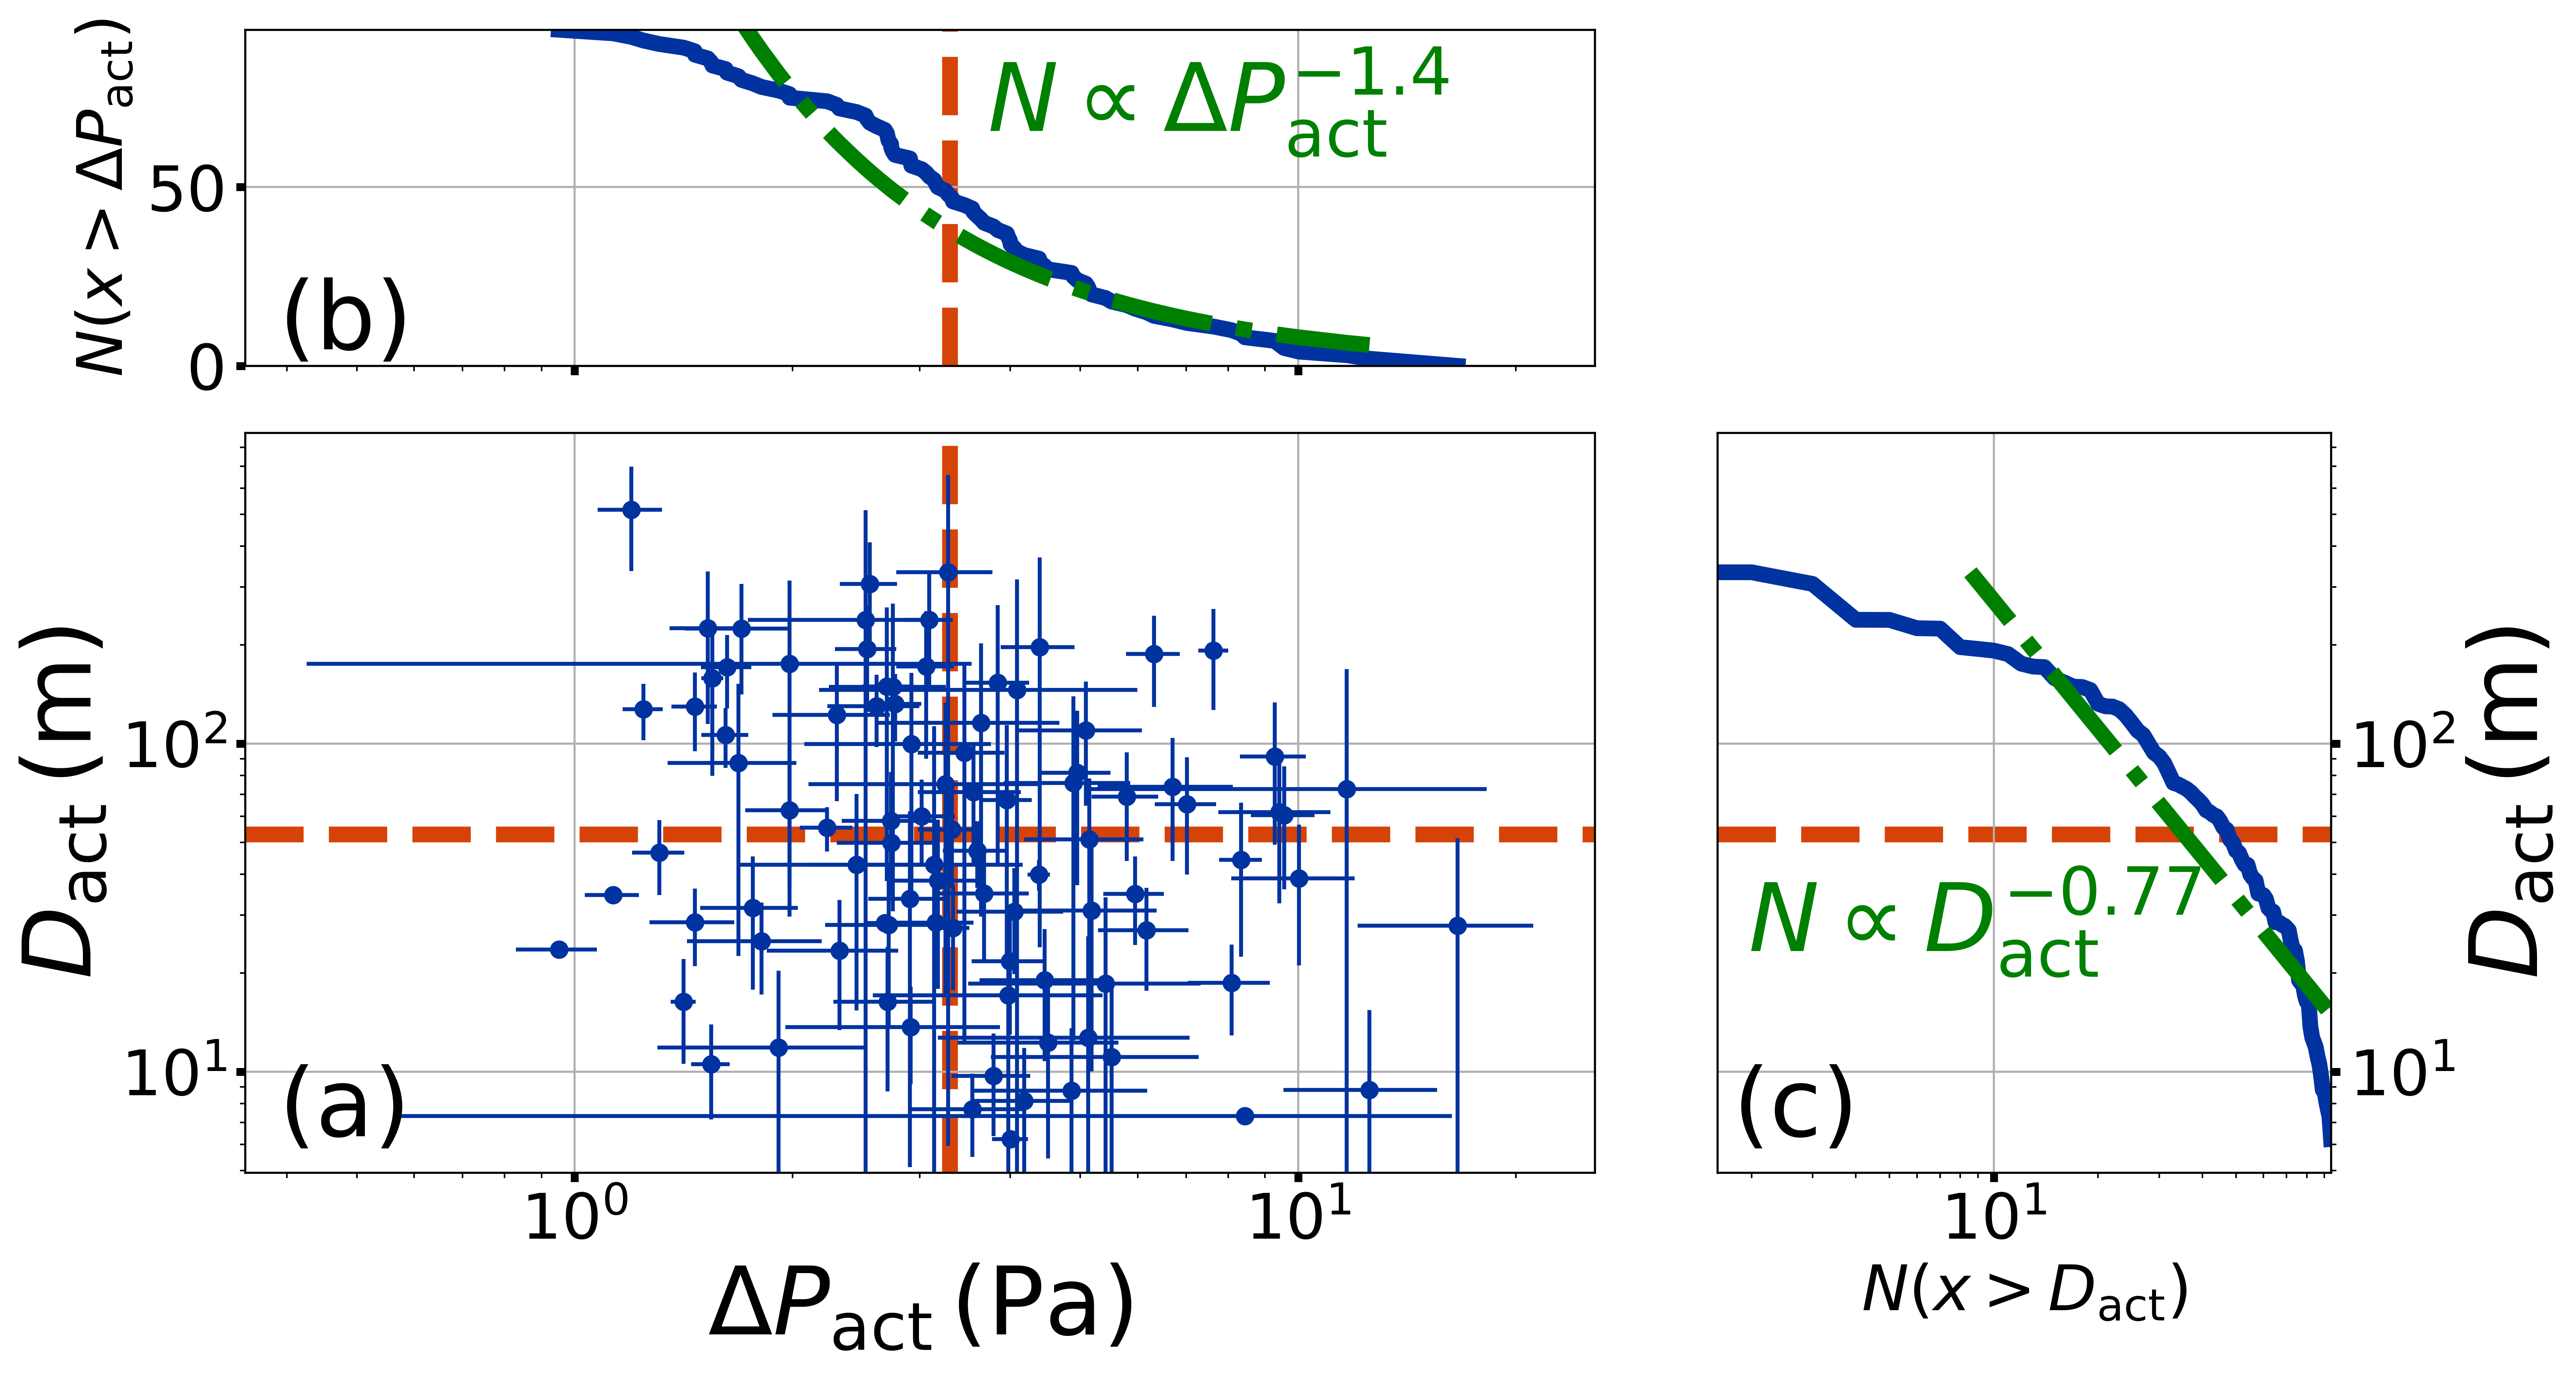 N(x > ΔP_act)
50
0
N ∝ ΔP_act^−1.4
(b)
D_act (m)
10^2
10^1
(a)
10^0
10^1
ΔP_act (Pa)
N ∝ D_act^−0.77
(c)
10^2
10^1
D_act (m)
10^1
N(x > D_act)